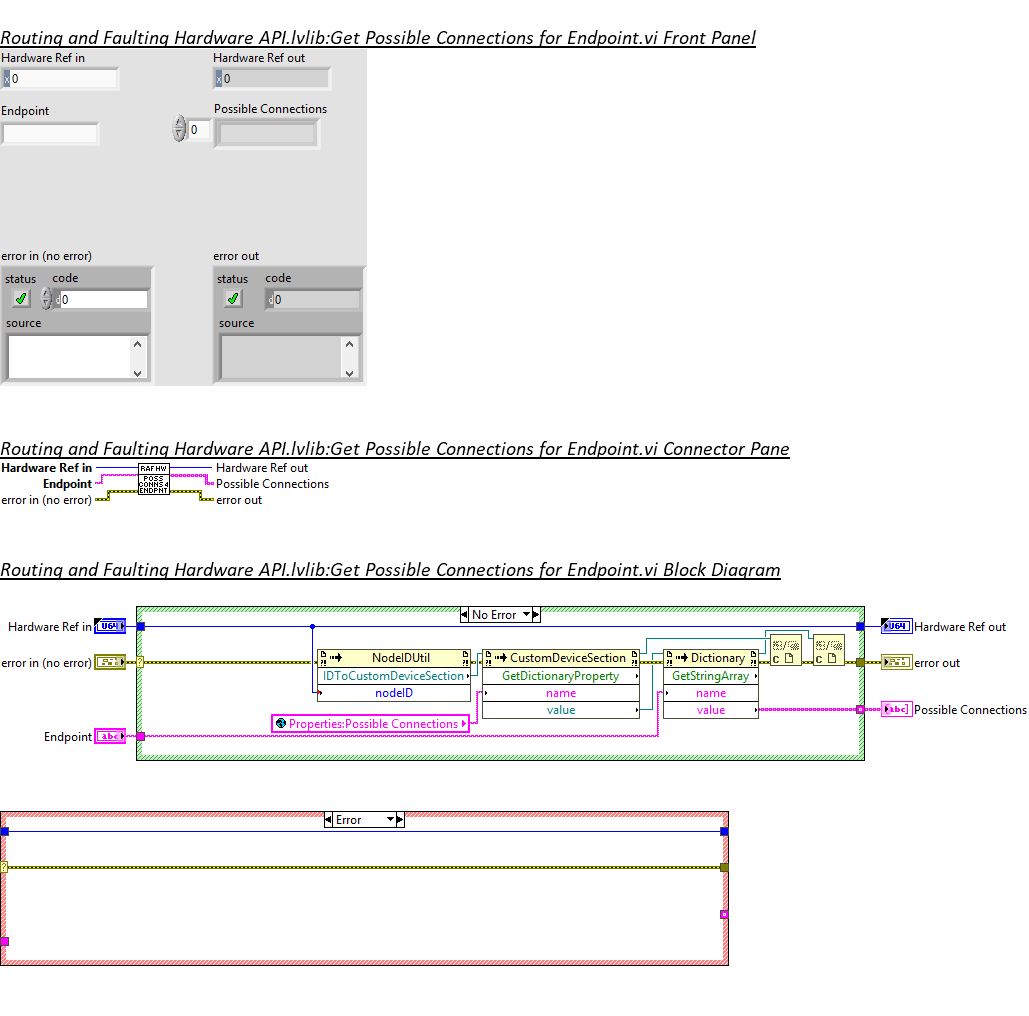 Routing and Faulting Hardware API.lvlib:Get Possible Connections for Endpoint.vi Front Panel
Hardware Ref in
Hardware Ref out
x 0
x 0
Endpoint
Possible Connections
0
error in (no error)
error out
status
code
status
code
d 0
d 0
source
source
Routing and Faulting Hardware API.lvlib:Get Possible Connections for Endpoint.vi Connector Pane
Hardware Ref in
RAF HW
Hardware Ref out
Endpoint
POSS
CONNS 4
ENDPNT
Possible Connections
error in (no error)
error out
Routing and Faulting Hardware API.lvlib:Get Possible Connections for Endpoint.vi Block Diagram
No Error
Hardware Ref in
U64
U64
Hardware Ref out
error in (no error)
?
NodeIDUtil
CustomDeviceSection
Dictionary
error out
IDToCustomDeviceSection
GetDictionaryProperty
GetStringArray
nodeID
name
name
value
value
abc
Possible Connections
Properties:Possible Connections
Endpoint
abc
Error
?